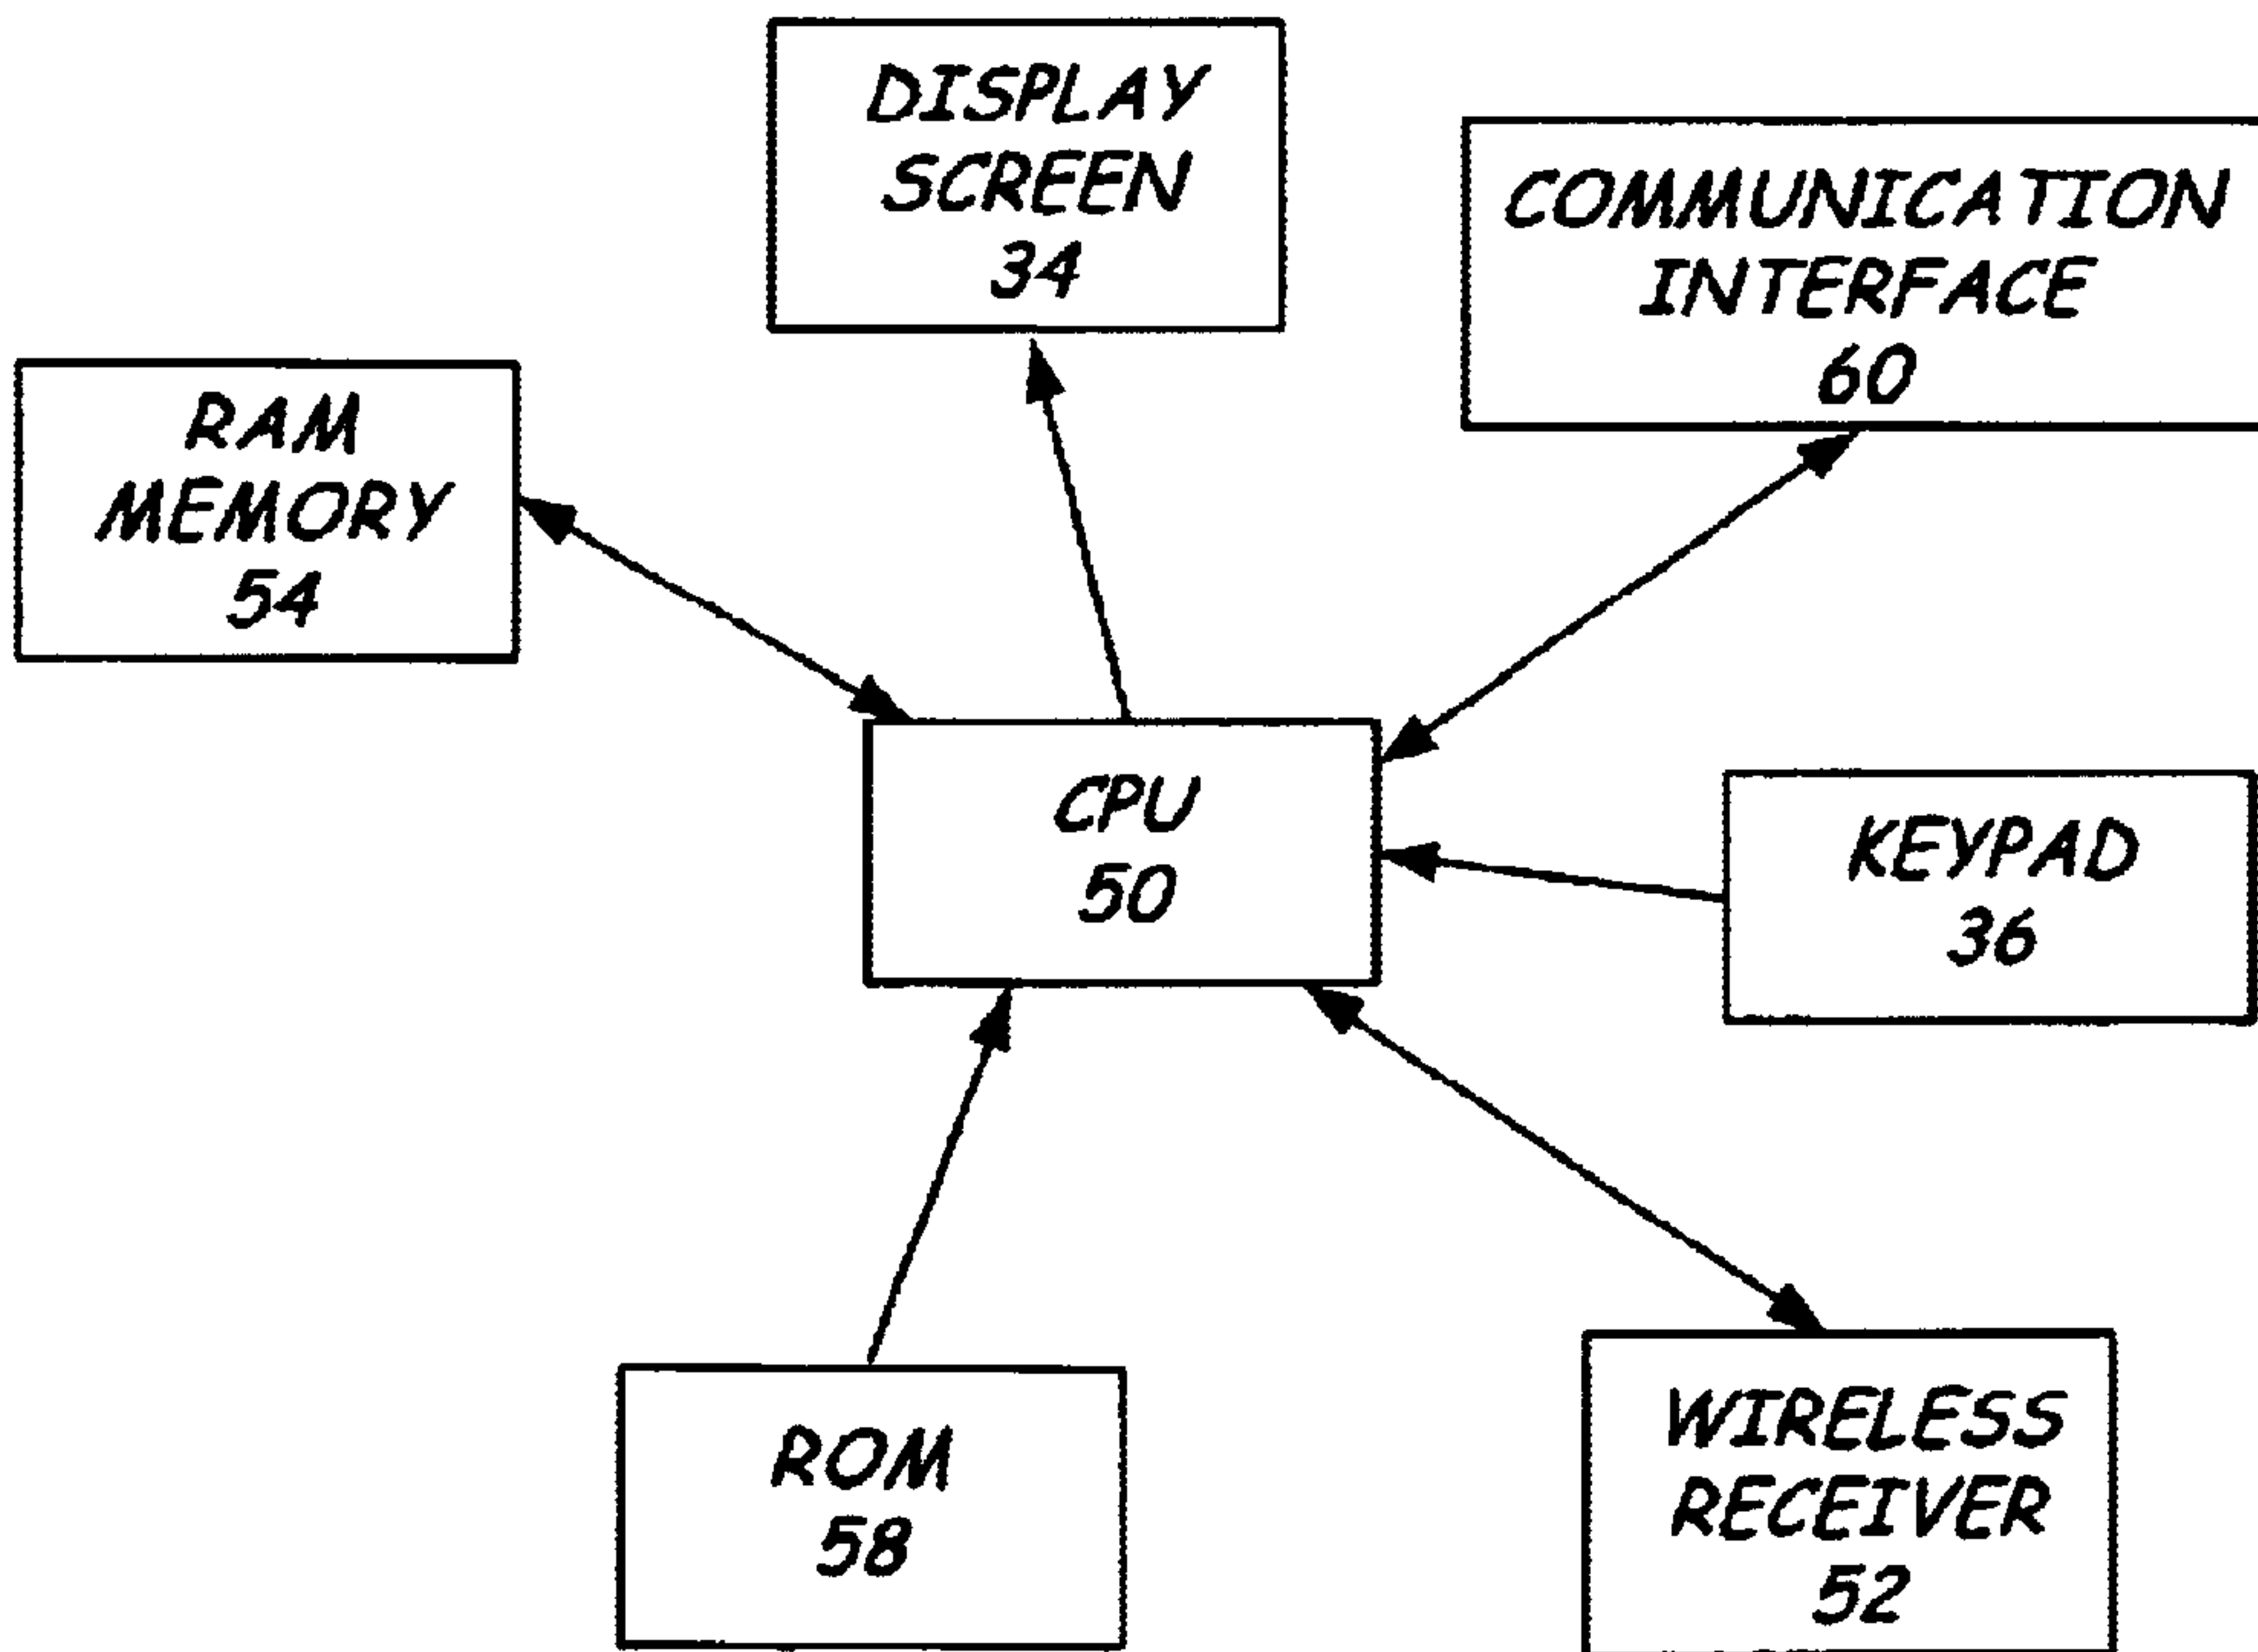 DISPLAY
SCREEN
34
COMMUNICATION
INTERFACE
60
RAM
MEMORY
54
CPU
50
KEYPAD
36
ROM
58
WIRELESS
RECEIVER
52